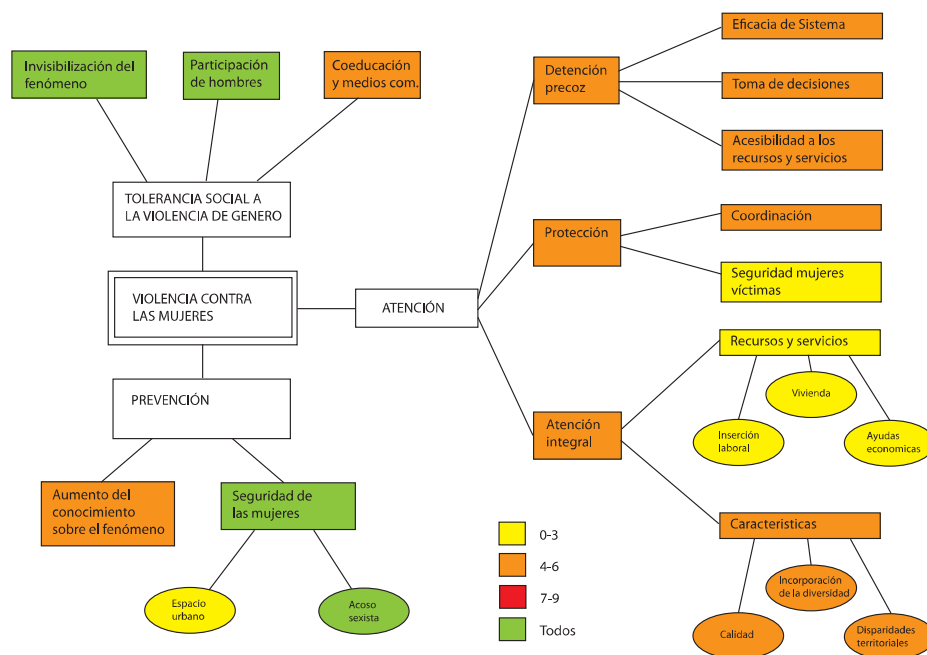 Invisibilización del
fenómeno
Participación
de hombres
Coeducación
y medios com.
TOLERANCIA SOCIAL A
LA VIOLENCIA DE GENERO
VIOLENCIA CONTRA
LAS MUJERES
PREVENCIÓN
Aumento del
conocimiento
sobre el fenómeno
Seguridad de
las mujeres
Espacio
urbano
Acoso
sexista
ATENCIÓN
Detención
precoz
Eficacia de Sistema
Toma de decisiones
Acesibilidad a los
recursos y servicios
Protección
Coordinación
Seguridad mujeres
víctimas
Atención
integral
Recursos y servicios
Inserción
laboral
Vivienda
Ayudas
economicas
Caracteristicas
Calidad
Incorporación
de la diversidad
Disparidades
territoriales
0-3
4-6
7-9
Todos